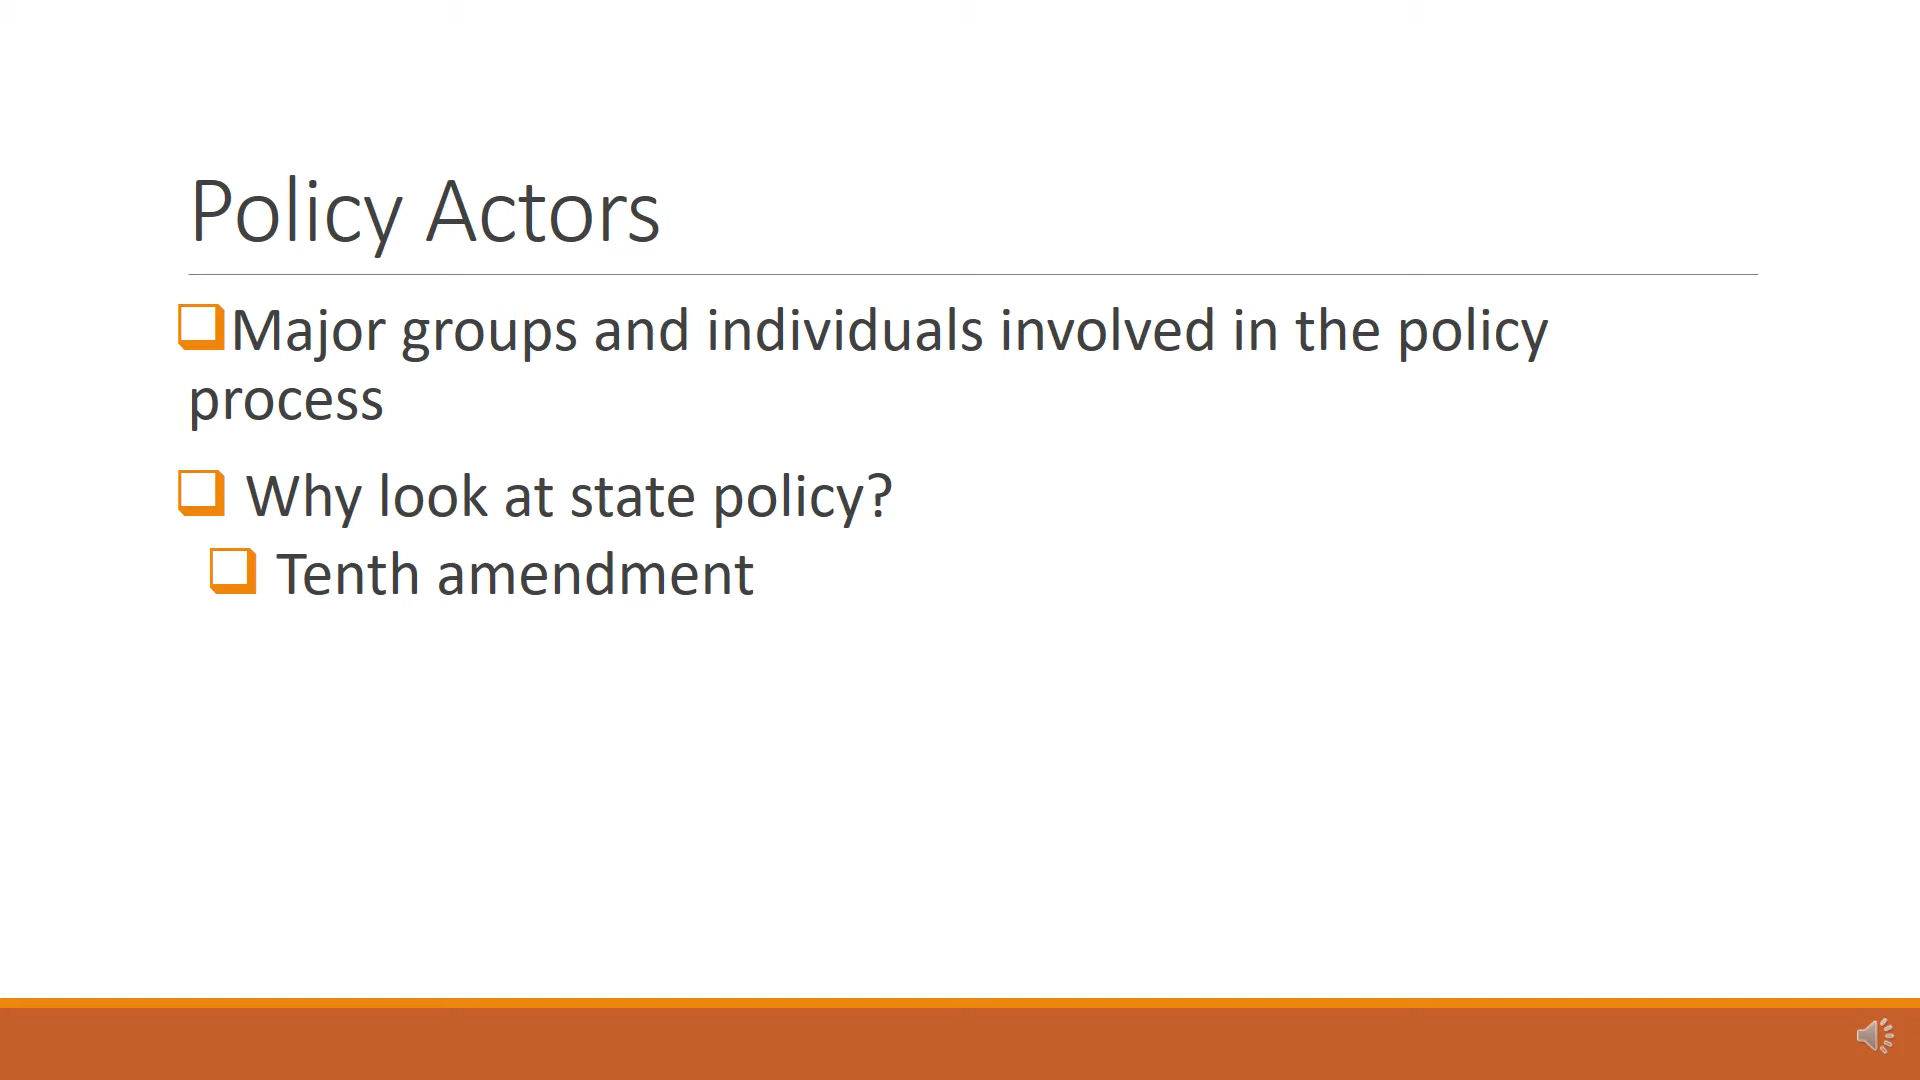 Policy Actors
Major groups and individuals involved in the policy
process
Why look at state policy?
Tenth amendment